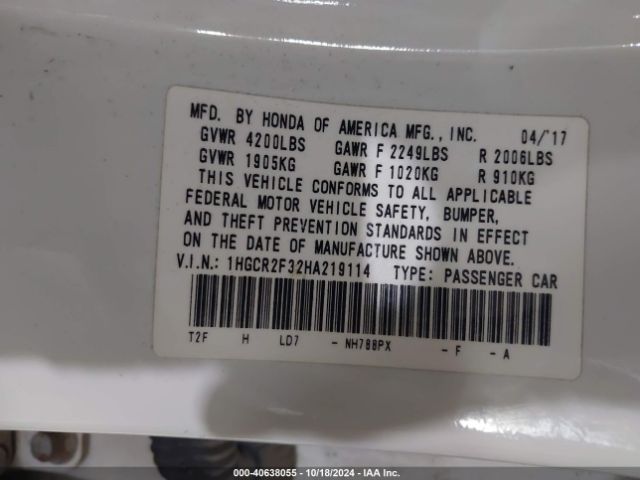 MFD. BY HONDA OF AMERICA MFG., INC. 04/17
GVWR 4200LBS GAWR F 2249LBS R 2006LBS
GVWR 1905KG GAWR F 1020KG R 910KG
THIS VEHICLE CONFORMS TO ALL APPLICABLE
FEDERAL MOTOR VEHICLE SAFETY, BUMPER,
AND THEFT PREVENTION STANDARDS IN EFFECT
ON THE DATE OF MANUFACTURE SHOWN ABOVE.
V.I.N.: 1HGCR2F32HA219114 TYPE: PASSENGER CAR
T2F H LD7 - NH788PX - F - A
000-40638055 - 10/18/2024 - IAA Inc.